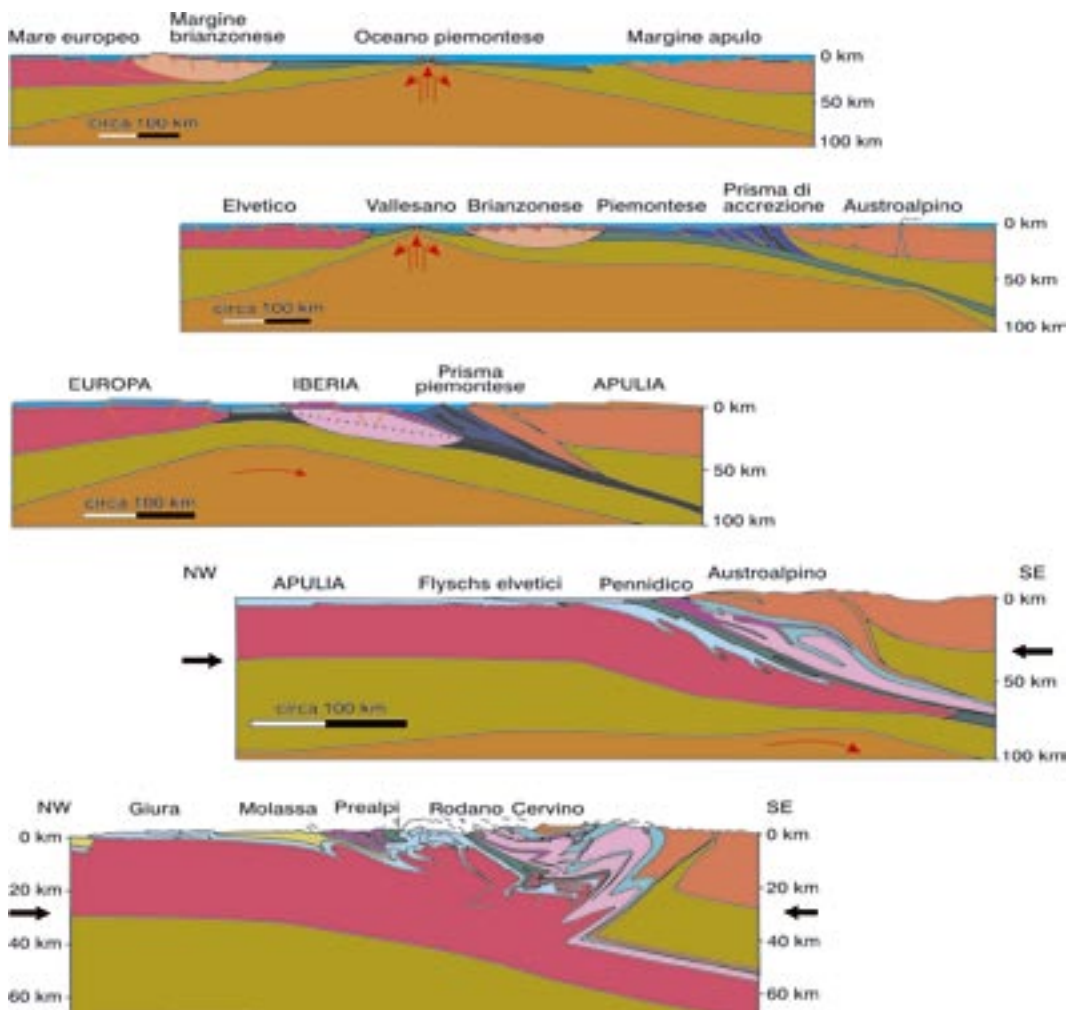 Mare europeo
Margine
brianzonese
Oceano piemontese
Margine apulo
0 km
50 km
100 km
circa 100 km
Elvetico
Vallesano
Brianzonese
Piemontese
Prisma di
accrezione
Austroalpino
0 km
50 km
100 km
circa 100 km
EUROPA
IBERIA
Prisma
piemontese
APULIA
0 km
50 km
100 km
circa 100 km
NW
APULIA
Flyschs elvetici
Pennidico
Austroalpino
SE
0 km
50 km
100 km
circa 100 km
NW
Giura
Molassa
Prealpi
Rodano
Cervino
SE
0 km
20 km
40 km
60 km
0 km
20 km
40 km
60 km